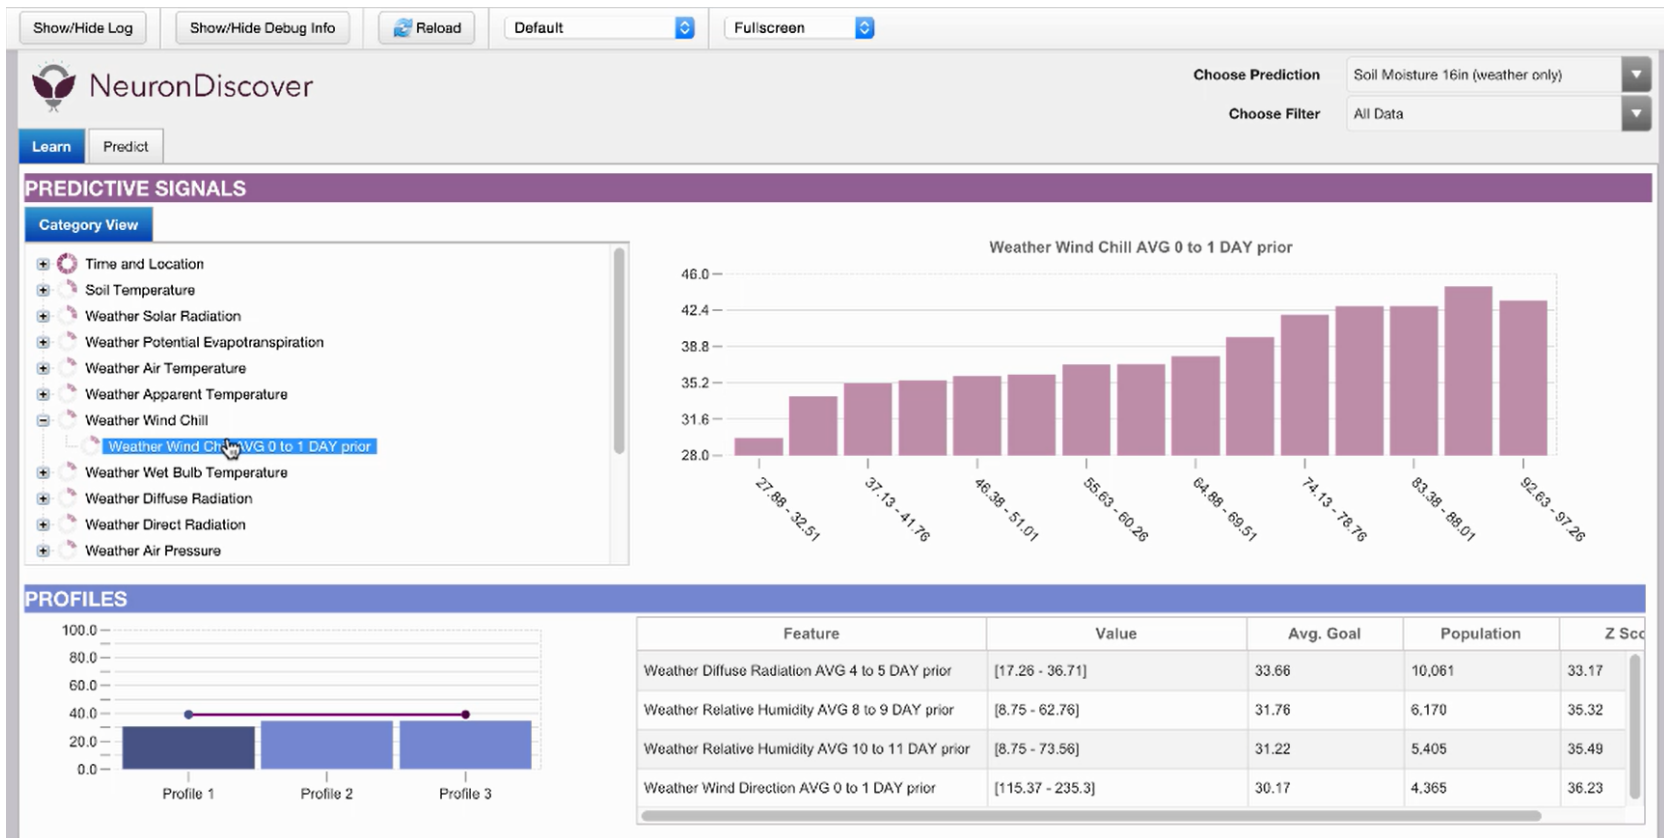 Show/Hide Log Show/Hide Debug Info Reload Default Fullscreen
NeuronDiscover
Choose Prediction Soil Moisture 16in (weather only)
Choose Filter All Data
Learn Predict
PREDICTIVE SIGNALS
Category View
Time and Location
Soil Temperature
Weather Solar Radiation
Weather Potential Evapotranspiration
Weather Air Temperature
Weather Apparent Temperature
Weather Wind Chill
Weather Wind Ch AVG 0 to 1 DAY prior
Weather Wet Bulb Temperature
Weather Diffuse Radiation
Weather Direct Radiation
Weather Air Pressure
Weather Wind Chill AVG 0 to 1 DAY prior
46.0
42.4
38.8
35.2
31.6
28.0
27.88 - 32.51
37.13 - 41.76
46.38 - 51.01
55.63 - 60.26
64.88 - 69.51
74.13 - 78.76
83.38 - 88.01
92.63 - 97.26
PROFILES
100.0
80.0
60.0
40.0
20.0
0.0
Profile 1 Profile 2 Profile 3
Feature Value Avg. Goal Population Z Sco
Weather Diffuse Radiation AVG 4 to 5 DAY prior [17.26 - 36.71] 33.66 10,061 33.17
Weather Relative Humidity AVG 8 to 9 DAY prior [8.75 - 62.76] 31.76 6,170 35.32
Weather Relative Humidity AVG 10 to 11 DAY prior [8.75 - 73.56] 31.22 5,405 35.49
Weather Wind Direction AVG 0 to 1 DAY prior [115.37 - 235.3] 30.17 4,365 36.23